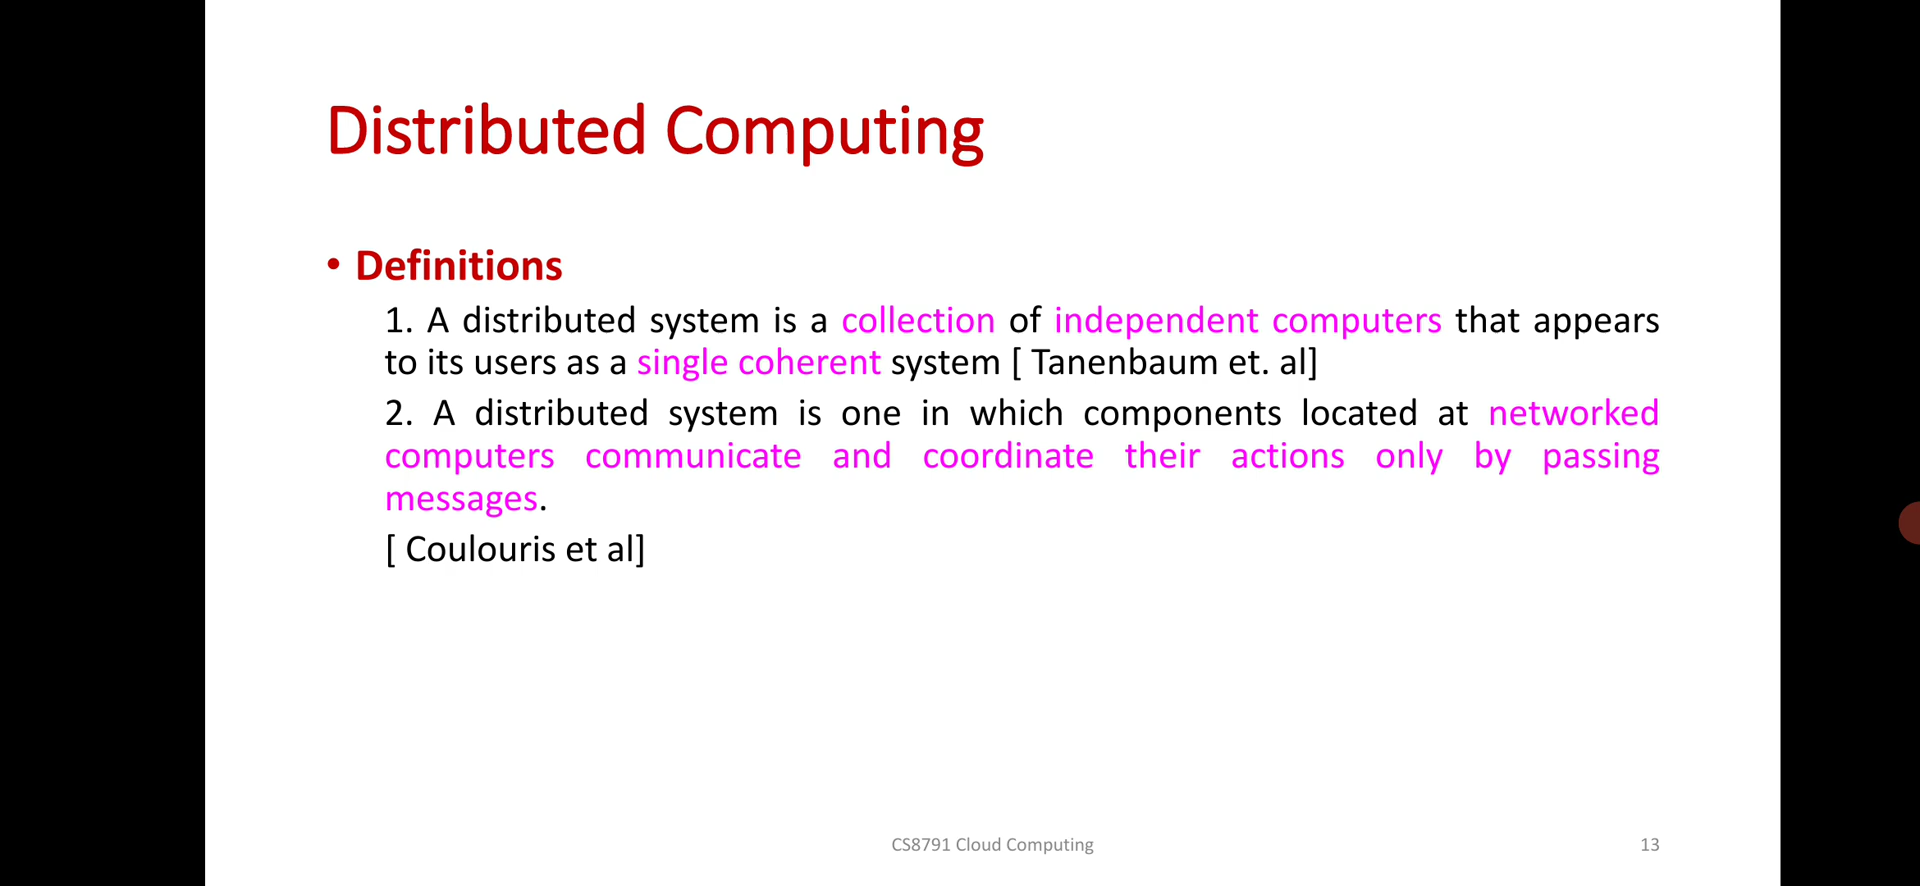 Distributed Computing
• Definitions
1. A distributed system is a collection of independent computers that appears
to its users as a single coherent system [ Tanenbaum et. al]
2. A distributed system is one in which components located at networked
computers communicate and coordinate their actions only by passing
messages.
[ Coulouris et al]
CS8791 Cloud Computing
13